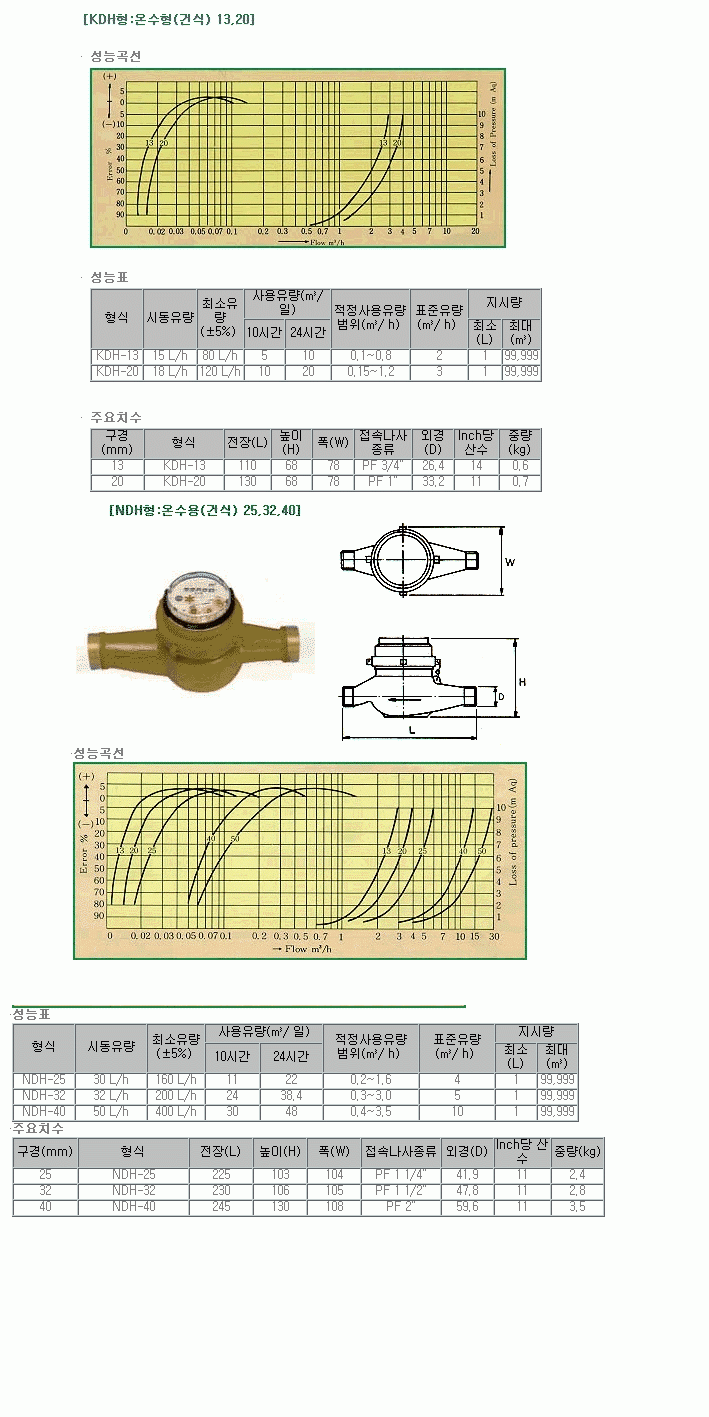 [KDH형:온수형(건식) 13,20]
· 성능곡선
(+)
5
0
5
(−)10
20
30
40
50
60
70
80
90
Error %
13
20
13
20
10
9
8
7
6
5
4
3
2
1
Loss of Pressure (m Aq)
0 0.02 0.03 0.05 0.07 0.1 0.2 0.3 0.5 0.7 1 2 3 4 5 7 10 20
Flow m³/h
· 성능표
형식 시동유량 최소유량(±5%) 사용유량(m³/일) 적정사용유량범위(m³/h) 표준유량(m³/h) 지시량
10시간 24시간 최소(L) 최대(m³)
KDH-13 15 L/h 80 L/h 5 10 0,1~0,8 2 1 99,999
KDH-20 18 L/h 120 L/h 10 20 0,15~1,2 3 1 99,999
· 주요치수
구경(mm) 형식 전장(L) 높이(H) 폭(W) 접속나사종류 외경(D) Inch당산수 중량(kg)
13 KDH-13 110 68 78 PF 3/4" 26,4 14 0,6
20 KDH-20 130 68 78 PF 1" 33,2 11 0,7
[NDH형:온수용(건식) 25,32,40]
W
H
D
L
·성능곡선
(+)
5
0
5
(−)10
20
30
40
50
60
70
80
90
Error %
13
20
25
40
50
13
20
25
40
50
10
9
8
7
6
5
4
3
2
1
Loss of pressure (m Aq)
0 0.02 0.03 0.05 0.07 0.1 0.2 0.3 0.5 0.7 1 2 3 4 5 7 10 15 30
→ Flow m³/h
·성능표
형식 시동유량 최소유량(±5%) 사용유량(m³/일) 적정사용유량범위(m³/h) 표준유량(m³/h) 지시량
10시간 24시간 최소(L) 최대(m³)
NDH-25 30 L/h 160 L/h 11 22 0,2~1,6 4 1 99,999
NDH-32 32 L/h 200 L/h 24 38,4 0,3~3,0 5 1 99,999
NDH-40 50 L/h 400 L/h 30 48 0,4~3,5 10 1 99,999
·주요치수
구경(mm) 형식 전장(L) 높이(H) 폭(W) 접속나사종류 외경(D) Inch당 산수 중량(kg)
25 NDH-25 225 103 104 PF 1 1/4" 41,9 11 2,4
32 NDH-32 230 106 105 PF 1 1/2" 47,8 11 2,8
40 NDH-40 245 130 108 PF 2" 59,6 11 3,5